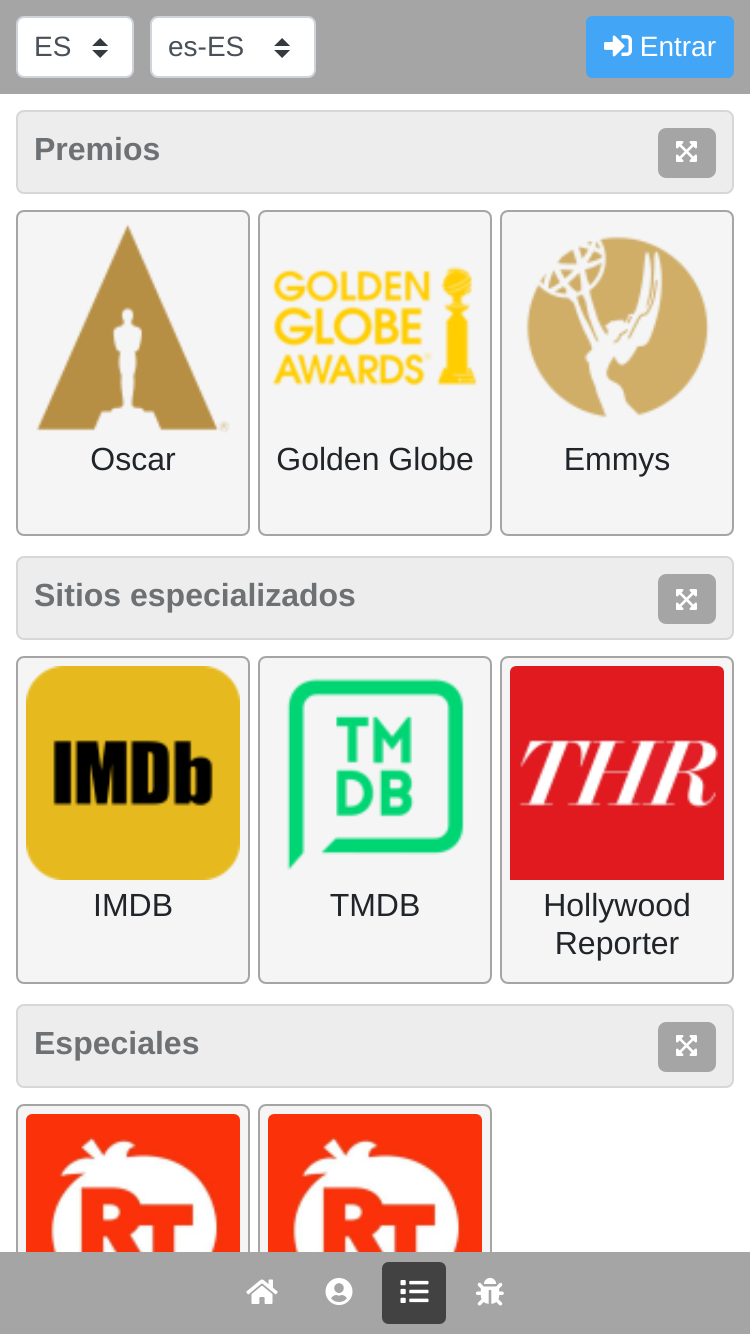 ES
es-ES
Entrar
Premios
GOLDEN
GLOBE
AWARDS
Oscar
Golden Globe
Emmys
Sitios especializados
IMDb
TM
DB
THR
IMDB
TMDB
Hollywood
Reporter
Especiales
RT
RT